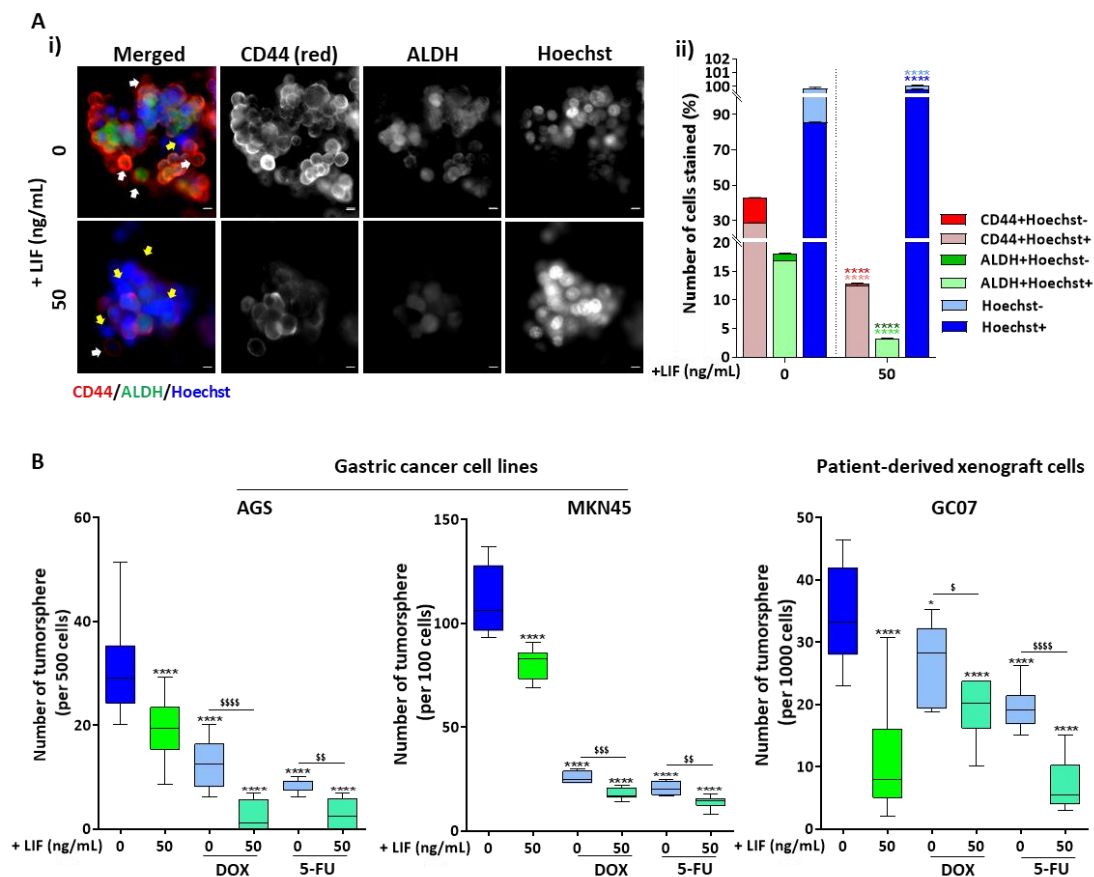 A
i)
Merged CD44 (red) ALDH Hoechst
+ LIF (ng/mL)
0
50
CD44/ALDH/Hoechst
ii)
Number of cells stained (%)
102
101
100
90
70
50
30
20
15
10
5
0
****
****
****
****
****
****
+LIF (ng/mL) 0 50
CD44+Hoechst-
CD44+Hoechst+
ALDH+Hoechst-
ALDH+Hoechst+
Hoechst-
Hoechst+
B
Gastric cancer cell lines
Patient-derived xenograft cells
AGS
Number of tumorsphere
(per 500 cells)
60
40
20
0
**** **** $$$$ **** **** $$ ****
+ LIF (ng/mL) 0 50 0 50 0 50
DOX 5-FU
MKN45
Number of tumorsphere
(per 100 cells)
150
100
50
0
**** **** $$$ **** **** $$ ****
+ LIF (ng/mL) 0 50 0 50 0 50
DOX 5-FU
GC07
Number of tumorsphere
(per 1000 cells)
50
40
30
20
10
0
**** * $ **** **** $$$$ ****
+ LIF (ng/mL) 0 50 0 50 0 50
DOX 5-FU